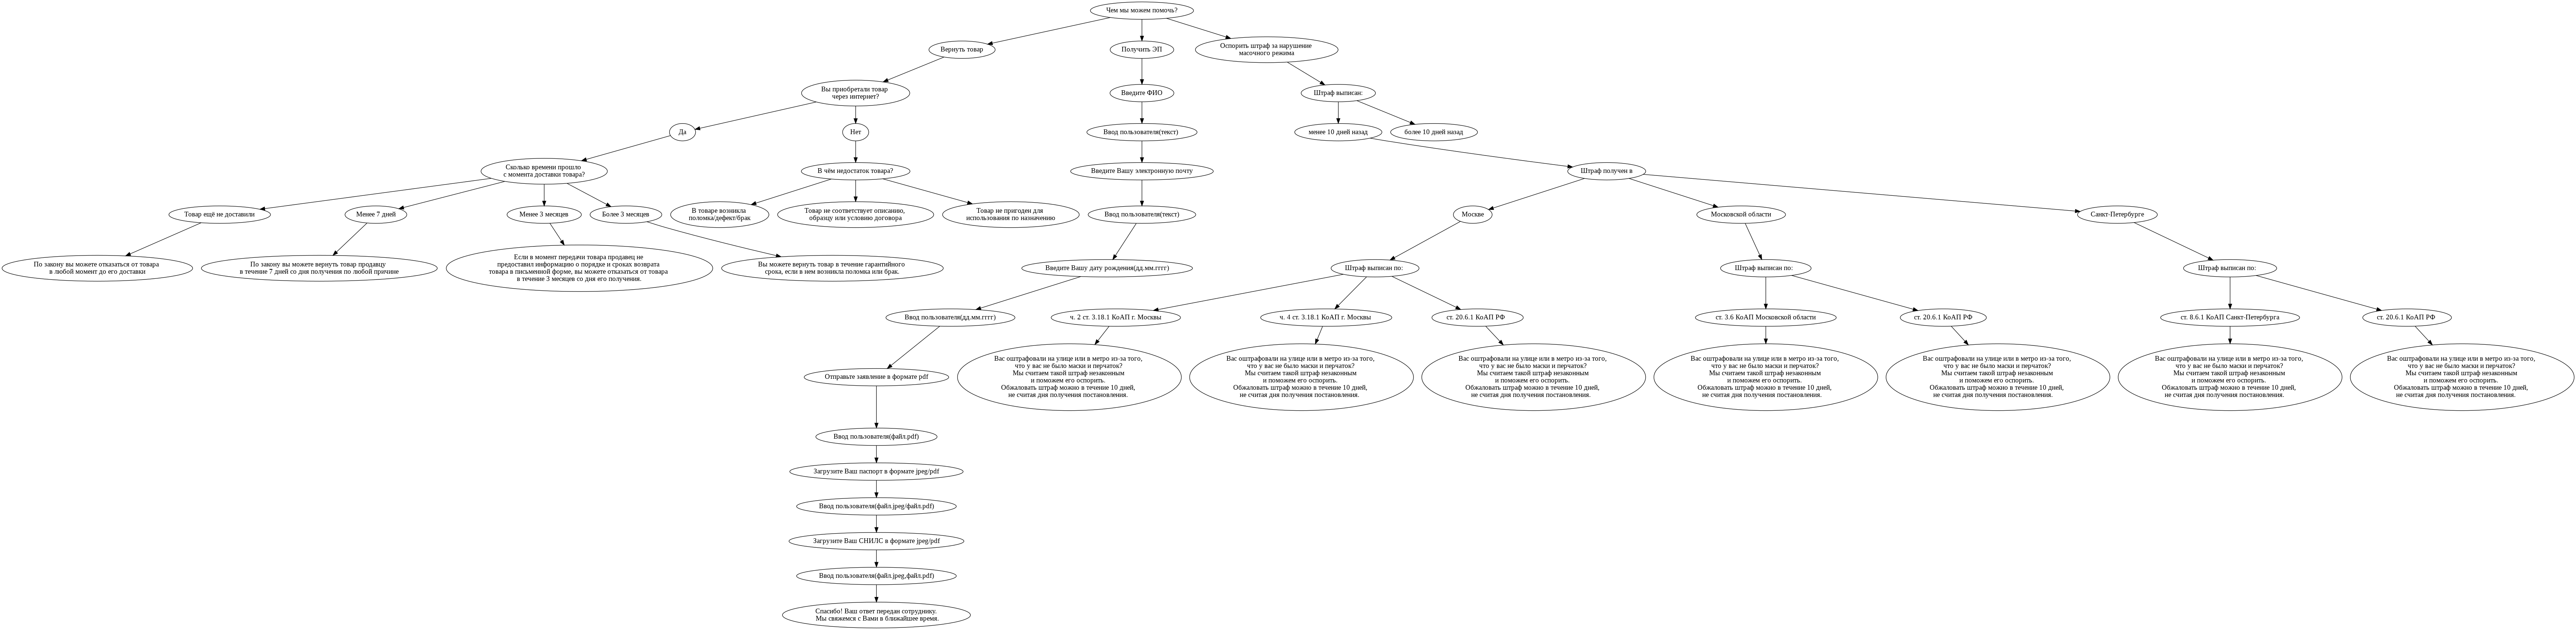 Чем мы можем помочь?
Вернуть товар
Получить ЭП
Оспорить штраф за нарушение
масочного режима
Вы приобретали товар
через интернет?
Введите ФИО
Штраф выписан:
Да
Нет
Ввод пользователя(текст)
менее 10 дней назад
более 10 дней назад
Сколько времени прошло
с момента доставки товара?
В чём недостаток товара?
Введите Вашу электронную почту
Штраф получен в
Товар ещё не доставили
Менее 7 дней
Менее 3 месяцев
Более 3 месяцев
В товаре возникла
поломка/дефект/брак
Товар не соответствует описанию,
образцу или условию договора
Товар не пригоден для
использования по назначению
Ввод пользователя(текст)
Москве
Московской области
Санкт-Петербурге
По закону вы можете отказаться от товара
в любой момент до его доставки
По закону вы можете вернуть товар продавцу
в течение 7 дней со дня получения по любой причине
Если в момент передачи товара продавец не
предоставил информацию о порядке и сроках возврата
товара в письменной форме, вы можете отказаться от товара
в течение 3 месяцев со дня его получения.
Вы можете вернуть товар в течение гарантийного
срока, если в нем возникла поломка или брак.
Введите Вашу дату рождения(дд.мм.гггг)
Штраф выписан по:
Штраф выписан по:
Штраф выписан по:
Ввод пользователя(дд.мм.гггг)
ч. 2 ст. 3.18.1 КоАП г. Москвы
ч. 4 ст. 3.18.1 КоАП г. Москвы
ст. 20.6.1 КоАП РФ
ст. 3.6 КоАП Московской области
ст. 20.6.1 КоАП РФ
ст. 8.6.1 КоАП Санкт-Петербурга
ст. 20.6.1 КоАП РФ
Отправьте заявление в формате pdf
Вас оштрафовали на улице или в метро из-за того,
что у вас не было маски и перчаток?
Мы считаем такой штраф незаконным
и поможем его оспорить.
Обжаловать штраф можно в течение 10 дней,
не считая дня получения постановления.
Вас оштрафовали на улице или в метро из-за того,
что у вас не было маски и перчаток?
Мы считаем такой штраф незаконным
и поможем его оспорить.
Обжаловать штраф можно в течение 10 дней,
не считая дня получения постановления.
Вас оштрафовали на улице или в метро из-за того,
что у вас не было маски и перчаток?
Мы считаем такой штраф незаконным
и поможем его оспорить.
Обжаловать штраф можно в течение 10 дней,
не считая дня получения постановления.
Вас оштрафовали на улице или в метро из-за того,
что у вас не было маски и перчаток?
Мы считаем такой штраф незаконным
и поможем его оспорить.
Обжаловать штраф можно в течение 10 дней,
не считая дня получения постановления.
Вас оштрафовали на улице или в метро из-за того,
что у вас не было маски и перчаток?
Мы считаем такой штраф незаконным
и поможем его оспорить.
Обжаловать штраф можно в течение 10 дней,
не считая дня получения постановления.
Вас оштрафовали на улице или в метро из-за того,
что у вас не было маски и перчаток?
Мы считаем такой штраф незаконным
и поможем его оспорить.
Обжаловать штраф можно в течение 10 дней,
не считая дня получения постановления.
Вас оштрафовали на улице или в метро из-за того,
что у вас не было маски и перчаток?
Мы считаем такой штраф незаконным
и поможем его оспорить.
Обжаловать штраф можно в течение 10 дней,
не считая дня получения постановления.
Ввод пользователя(файл.pdf)
Загрузите Ваш паспорт в формате jpeg/pdf
Ввод пользователя(файл.jpeg/файл.pdf)
Загрузите Ваш СНИЛС в формате jpeg/pdf
Ввод пользователя(файл.jpeg,файл.pdf)
Спасибо! Ваш ответ передан сотруднику.
Мы свяжемся с Вами в ближайшее время.